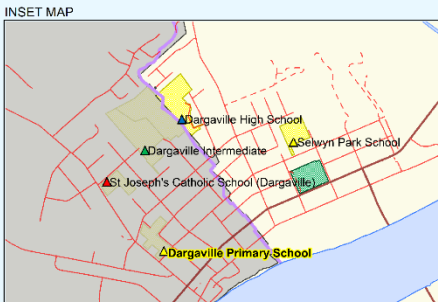 INSET MAP
Dargaville High School
Selwyn Park School
Dargaville Intermediate
St Joseph's Catholic School (Dargaville)
Dargaville Primary School